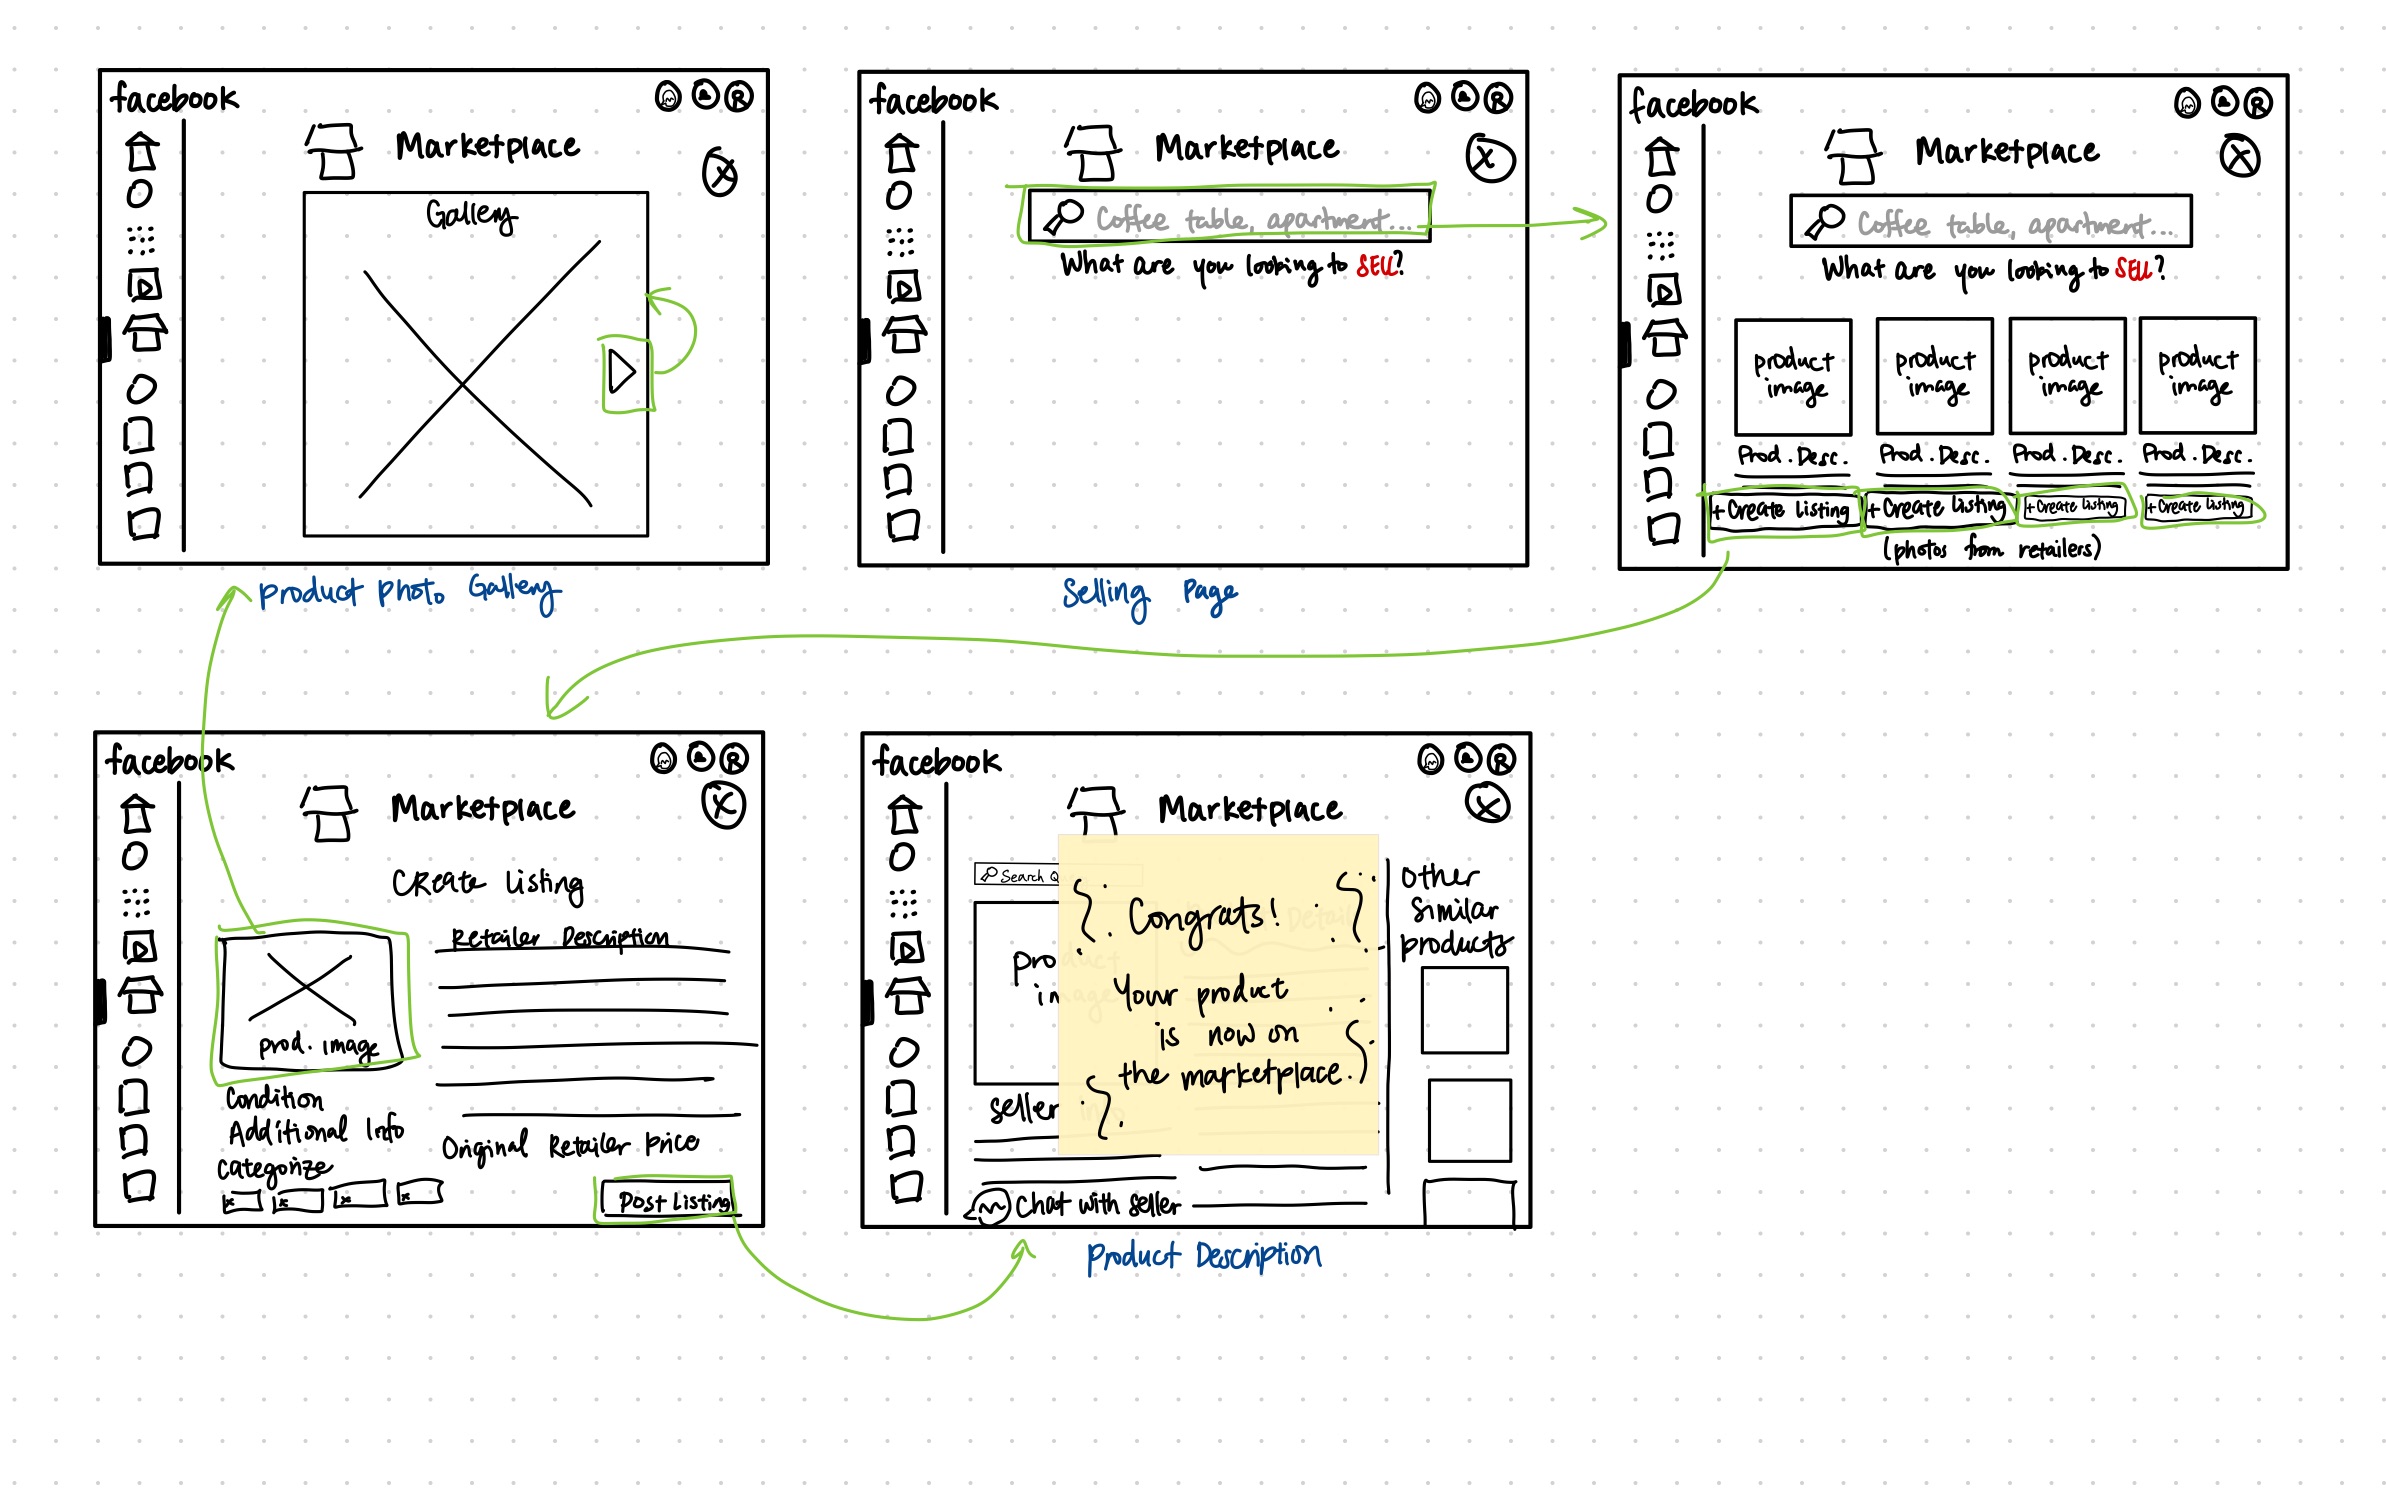 facebook
R
Marketplace
X
Gallery
Product Photo Gallery
facebook
R
Marketplace
X
Coffee table, apartment...
What are you looking to SELL?
Selling Page
facebook
R
Marketplace
X
Coffee table, apartment...
What are you looking to SELL?
product image
product image
product image
product image
Prod. Desc.
Prod. Desc.
Prod. Desc.
Prod. Desc.
+Create Listing
+Create Listing
+Create Listing
+Create Listing
(photos from retailers)
facebook
R
Marketplace
X
Create Listing
prod. image
Retailer Description
Condition
Additional Info
Categorize
x
x
x
x
Original Retailer Price
Post Listing
facebook
R
Marketplace
X
Search
product
image
Detail
Congrats!
Your product
is now on
the marketplace.
Seller
Chat with seller
Other
Similar
products
Product Description